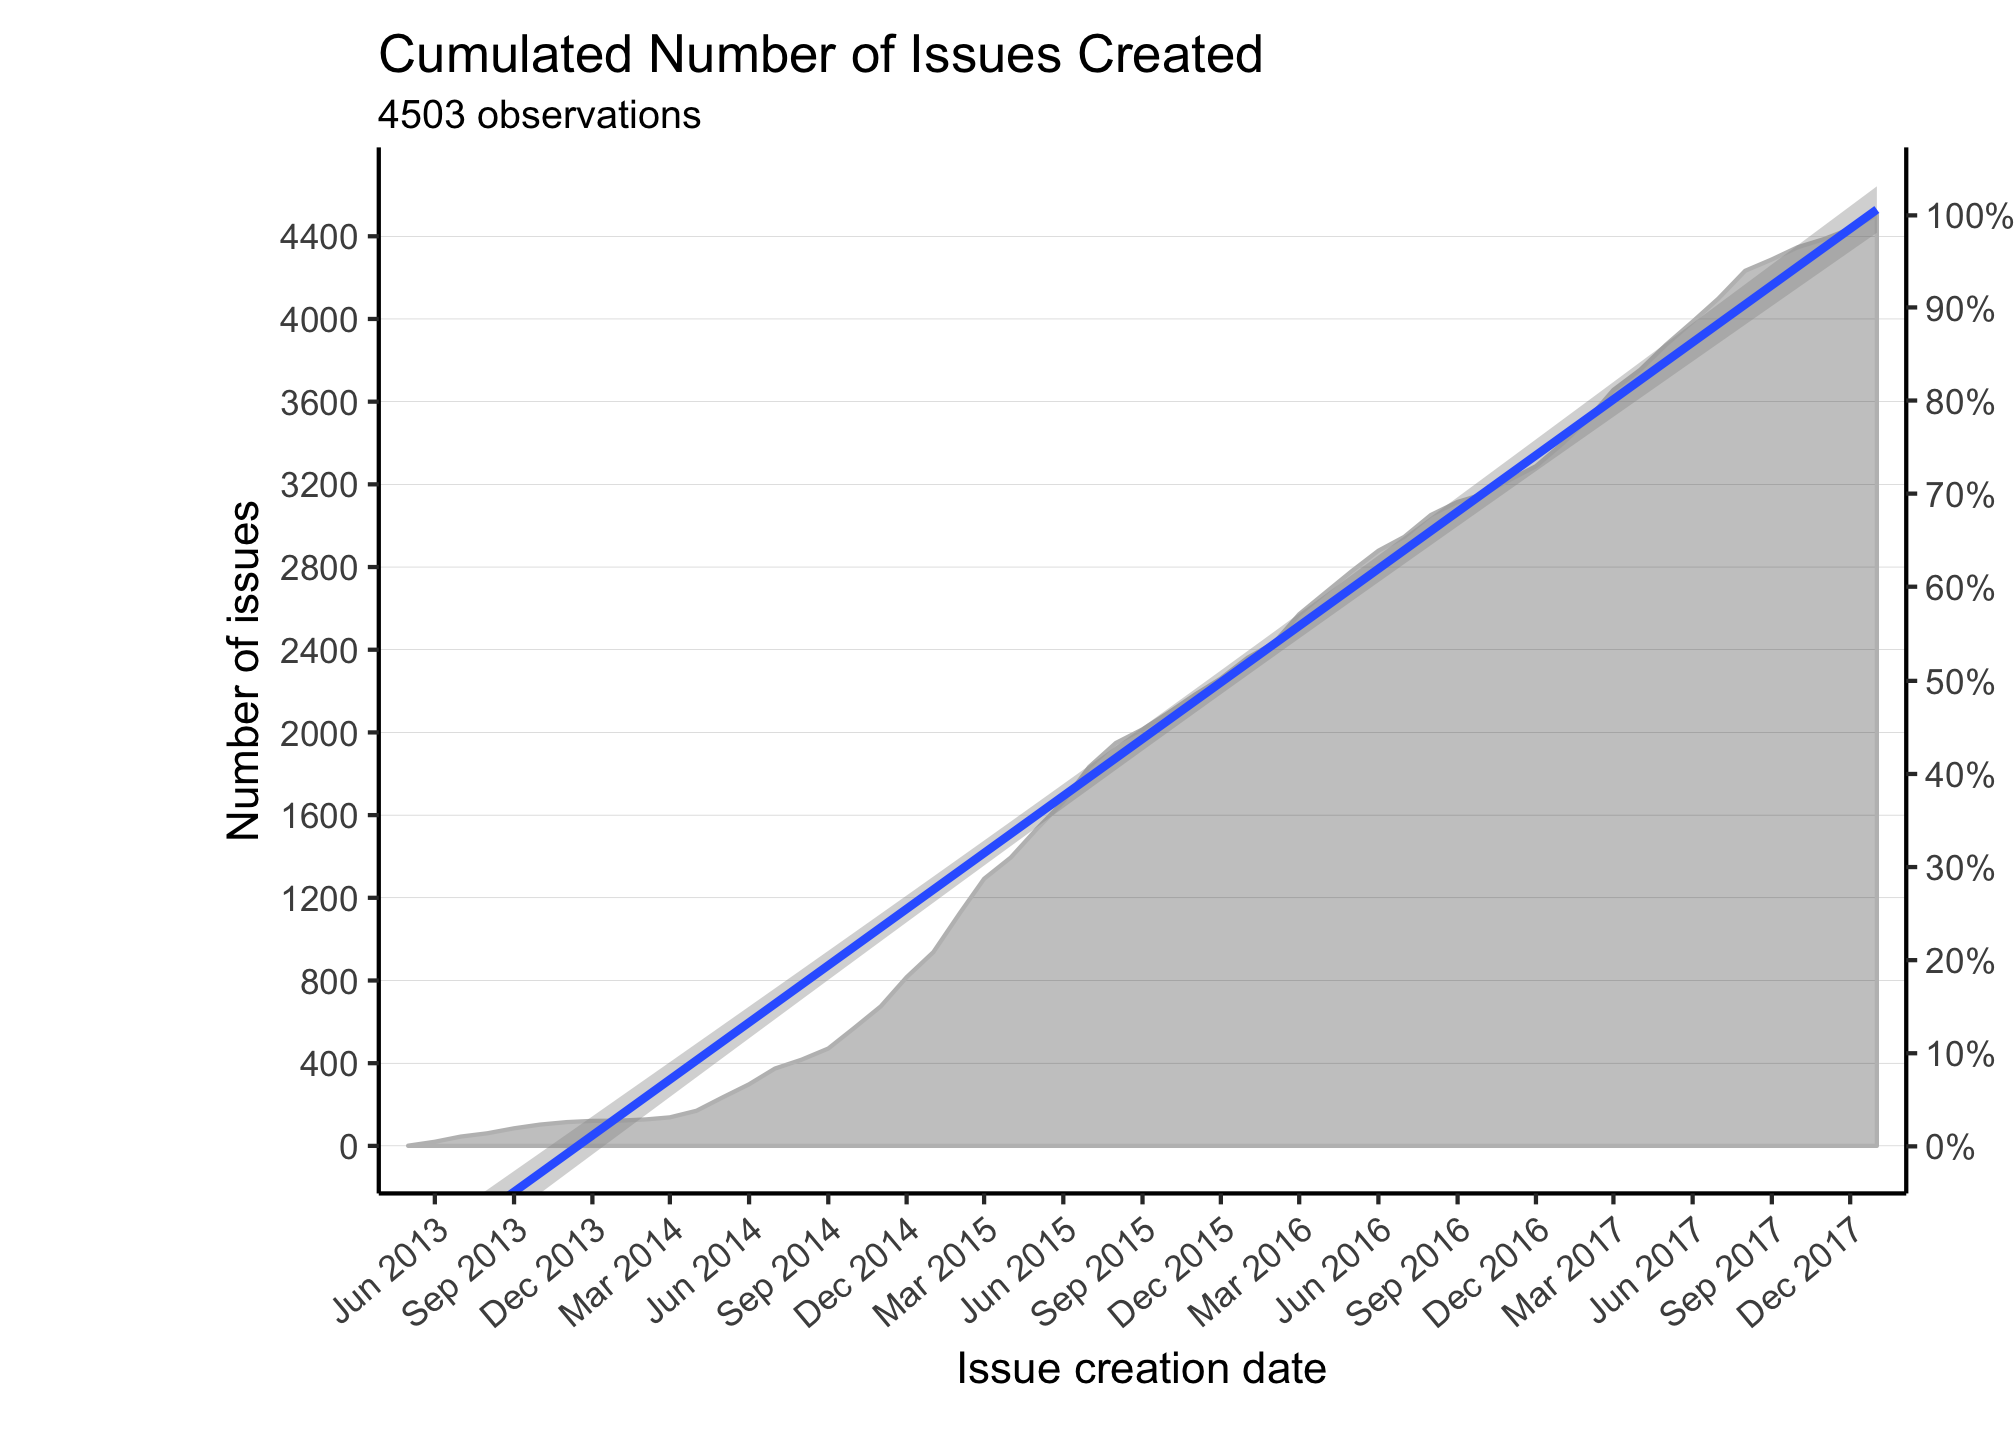 Cumulated Number of Issues Created
4503 observations
Number of issues
4400
4000
3600
3200
2800
2400
2000
1600
1200
800
400
0
100%
90%
80%
70%
60%
50%
40%
30%
20%
10%
0%
Jun 2013
Sep 2013
Dec 2013
Mar 2014
Jun 2014
Sep 2014
Dec 2014
Mar 2015
Jun 2015
Sep 2015
Dec 2015
Mar 2016
Jun 2016
Sep 2016
Dec 2016
Mar 2017
Jun 2017
Sep 2017
Dec 2017
Issue creation date